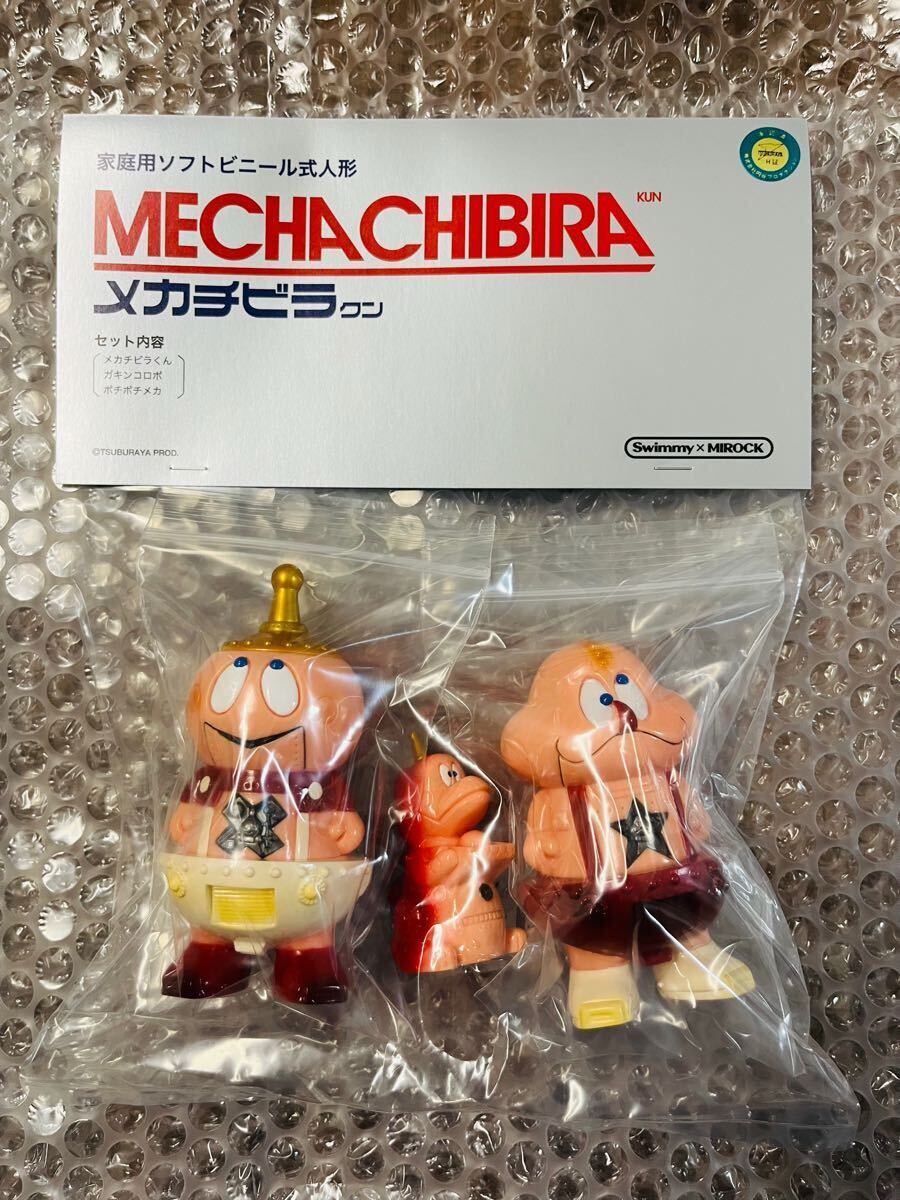 家庭用ソフトビニール式人形
MECHACHIBIRA KUN
メカチビラクン
セット内容
メカチビラくん
ガキンコロボ
ポチポチメカ
©TSUBURAYA PROD.
Swimmy×MIROCK